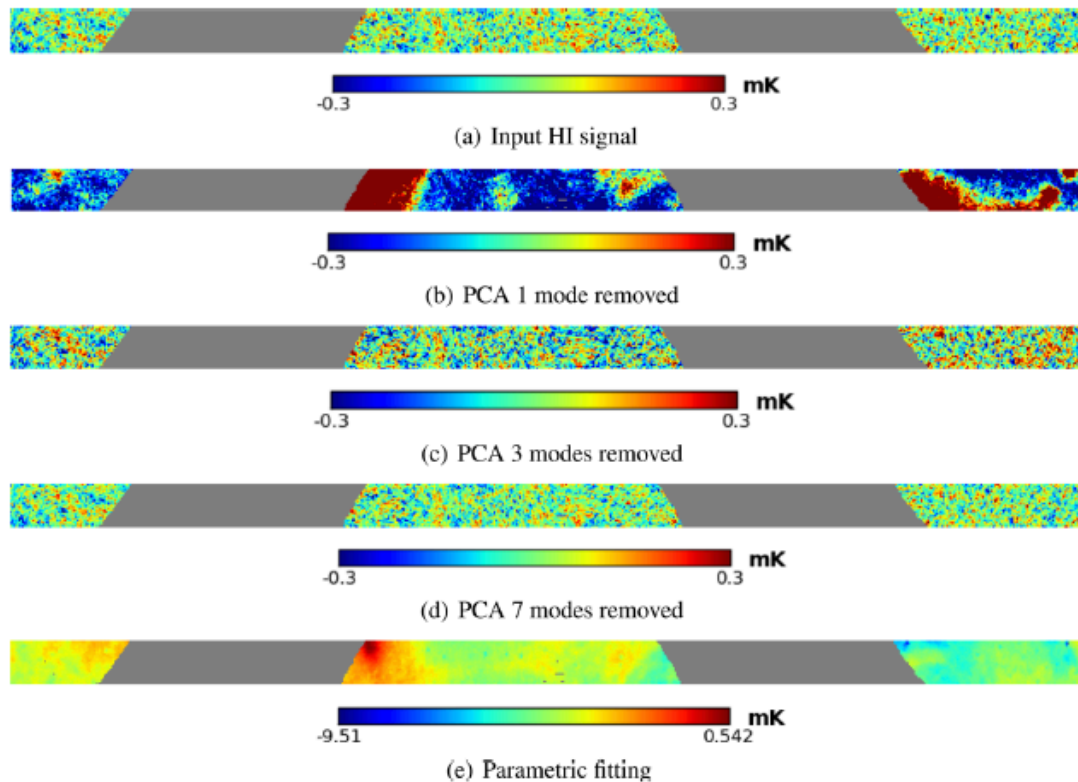 mK
-0.3 0.3
(a) Input HI signal
mK
-0.3 0.3
(b) PCA 1 mode removed
mK
-0.3 0.3
(c) PCA 3 modes removed
mK
-0.3 0.3
(d) PCA 7 modes removed
mK
-9.51 0.542
(e) Parametric fitting